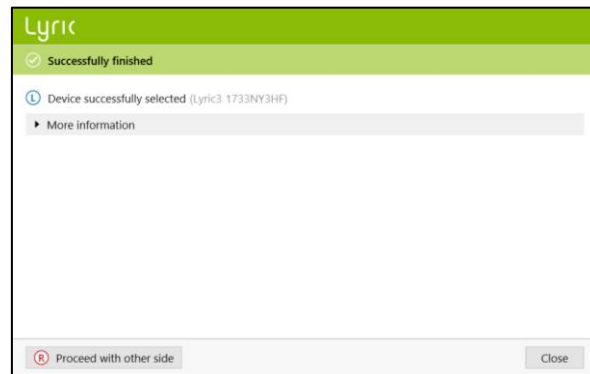 Lyric
Successfully finished
L Device successfully selected (Lyric3 1733NY3HF)
More information
R Proceed with other side
Close